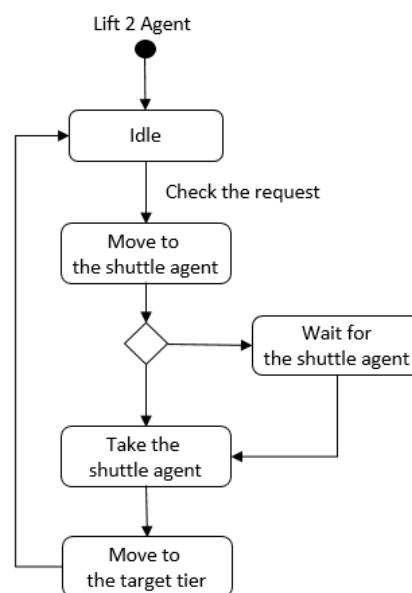 Lift 2 Agent
Idle
Check the request
Move to
the shuttle agent
Wait for
the shuttle agent
Take the
shuttle agent
Move to
the target tier